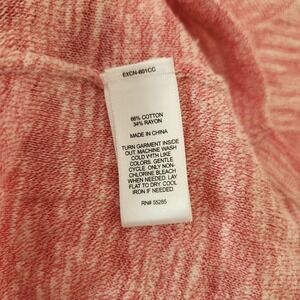 EXCN-601CC
66% COTTON
34% RAYON
MADE IN CHINA
TURN GARMENT INSIDE
OUT, MACHINE WASH
COLD WITH LIKE
COLORS. GENTLE
CYCLE. ONLY NON-
CHLORINE BLEACH
WHEN NEEDED. LAY
FLAT TO DRY. COOL
IRON IF NEEDED.
RN# 55285